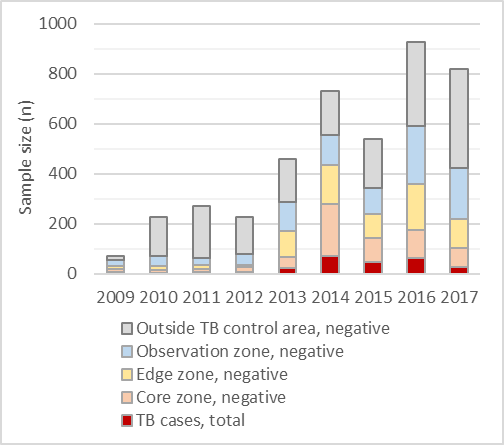 1000
800
600
400
200
0
Sample size (n)
2009 2010 2011 2012 2013 2014 2015 2016 2017
Outside TB control area, negative
Observation zone, negative
Edge zone, negative
Core zone, negative
TB cases, total